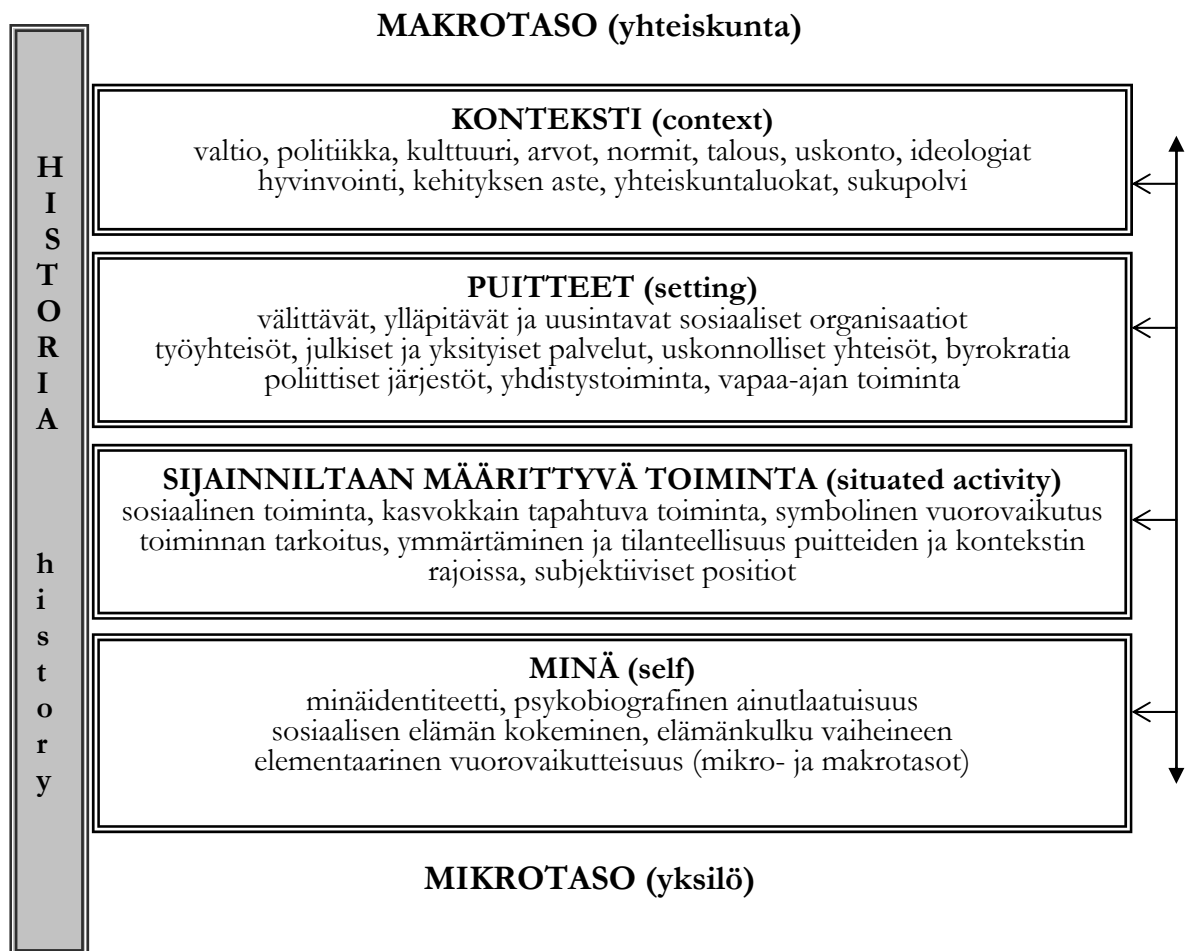 MAKROTASO (yhteiskunta)
HISTORIA
history
KONTEKSTI (context)
valtio, politiikka, kulttuuri, arvot, normit, talous, uskonto, ideologiat
hyvinvointi, kehityksen aste, yhteiskuntaluokat, sukupolvi
PUITTEET (setting)
välittävät, ylläpitävät ja uusintavat sosiaaliset organisaatiot
työyhteisöt, julkiset ja yksityiset palvelut, uskonnolliset yhteisöt, byrokratia
poliittiset järjestöt, yhdistystoiminta, vapaa-ajan toiminta
SIJAINNILTAAN MÄÄRITTYVÄ TOIMINTA (situated activity)
sosiaalinen toiminta, kasvokkain tapahtuva toiminta, symbolinen vuorovaikutus
toiminnan tarkoitus, ymmärtäminen ja tilanteellisuus puitteiden ja kontekstin
rajoissa, subjektiiviset positiot
MINÄ (self)
minäidentiteetti, psykobiografinen ainutlaatuisuus
sosiaalisen elämän kokeminen, elämänkulku vaiheineen
elementaarinen vuorovaikutteisuus (mikro- ja makrotasot)
MIKROTASO (yksilö)